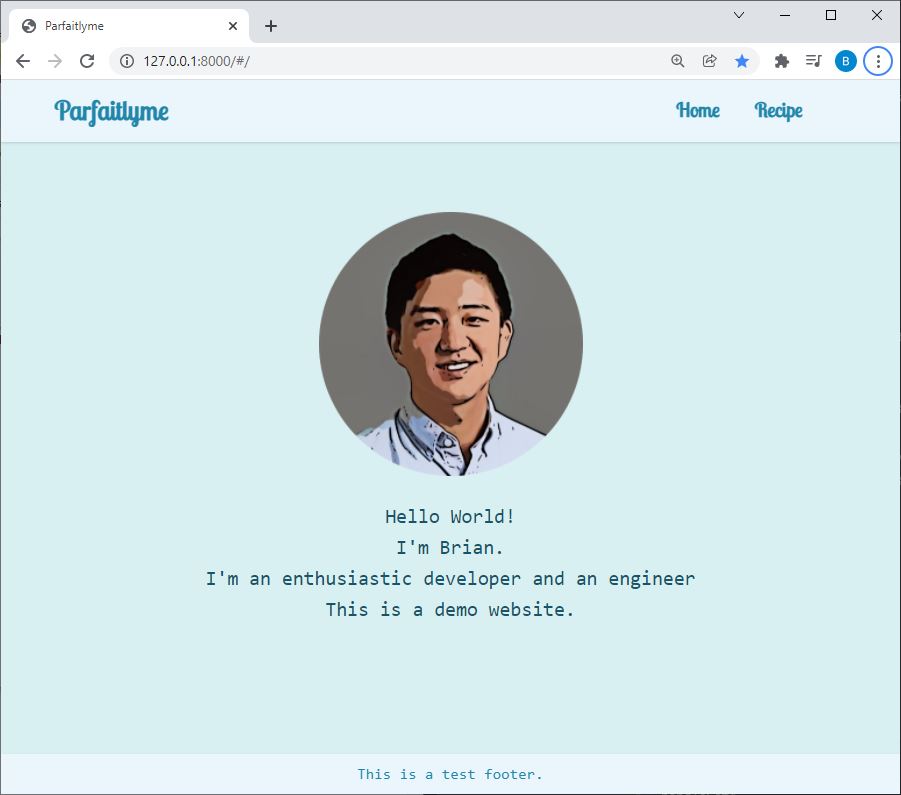 Parfaitlyme
127.0.0.1:8000/#/
B
Parfaitlyme
Home Recipe
Hello World!
I'm Brian.
I'm an enthusiastic developer and an engineer
This is a demo website.
This is a test footer.